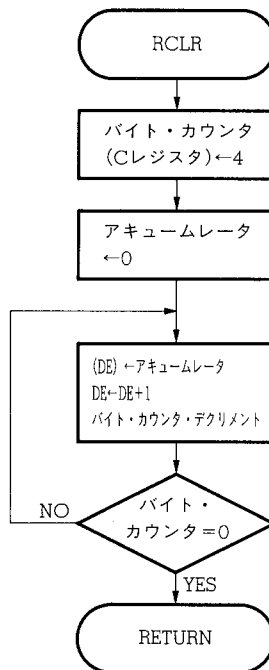 RCLR
バイト・カウンタ
(Cレジスタ)←4
アキュームレータ
←0
(DE)←アキュームレータ
DE←DE+1
バイト・カウンタ・デクリメント
バイト・
カウンタ=0
NO
YES
RETURN